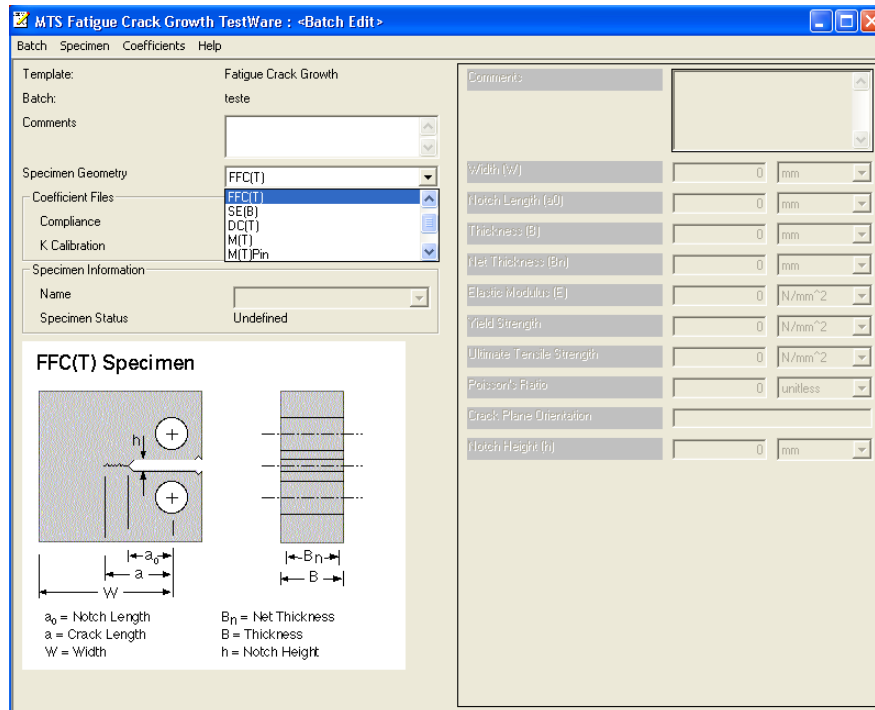 MTS Fatigue Crack Growth TestWare : <Batch Edit>
Batch Specimen Coefficients Help
Template: Fatigue Crack Growth
Batch: teste
Comments
Specimen Geometry FFC(T)
FFC(T)
SE(B)
DC(T)
M(T)
M(T)Pin
Coefficient Files
Compliance
K Calibration
Specimen Information
Name
Specimen Status Undefined
FFC(T) Specimen
h
a₀
a
W
Bn
B
a₀ = Notch Length
a = Crack Length
W = Width
Bn = Net Thickness
B = Thickness
h = Notch Height
Comments
Width (W) 0 mm
Notch Length (a0) 0 mm
Thickness (B) 0 mm
Net Thickness (Bn) 0 mm
Elastic Modulus (E) 0 N/mm^2
Yield Strength 0 N/mm^2
Ultimate Tensile Strength 0 N/mm^2
Poisson's Ratio 0 unitless
Crack Plane Orientation
Notch Height (h) 0 mm